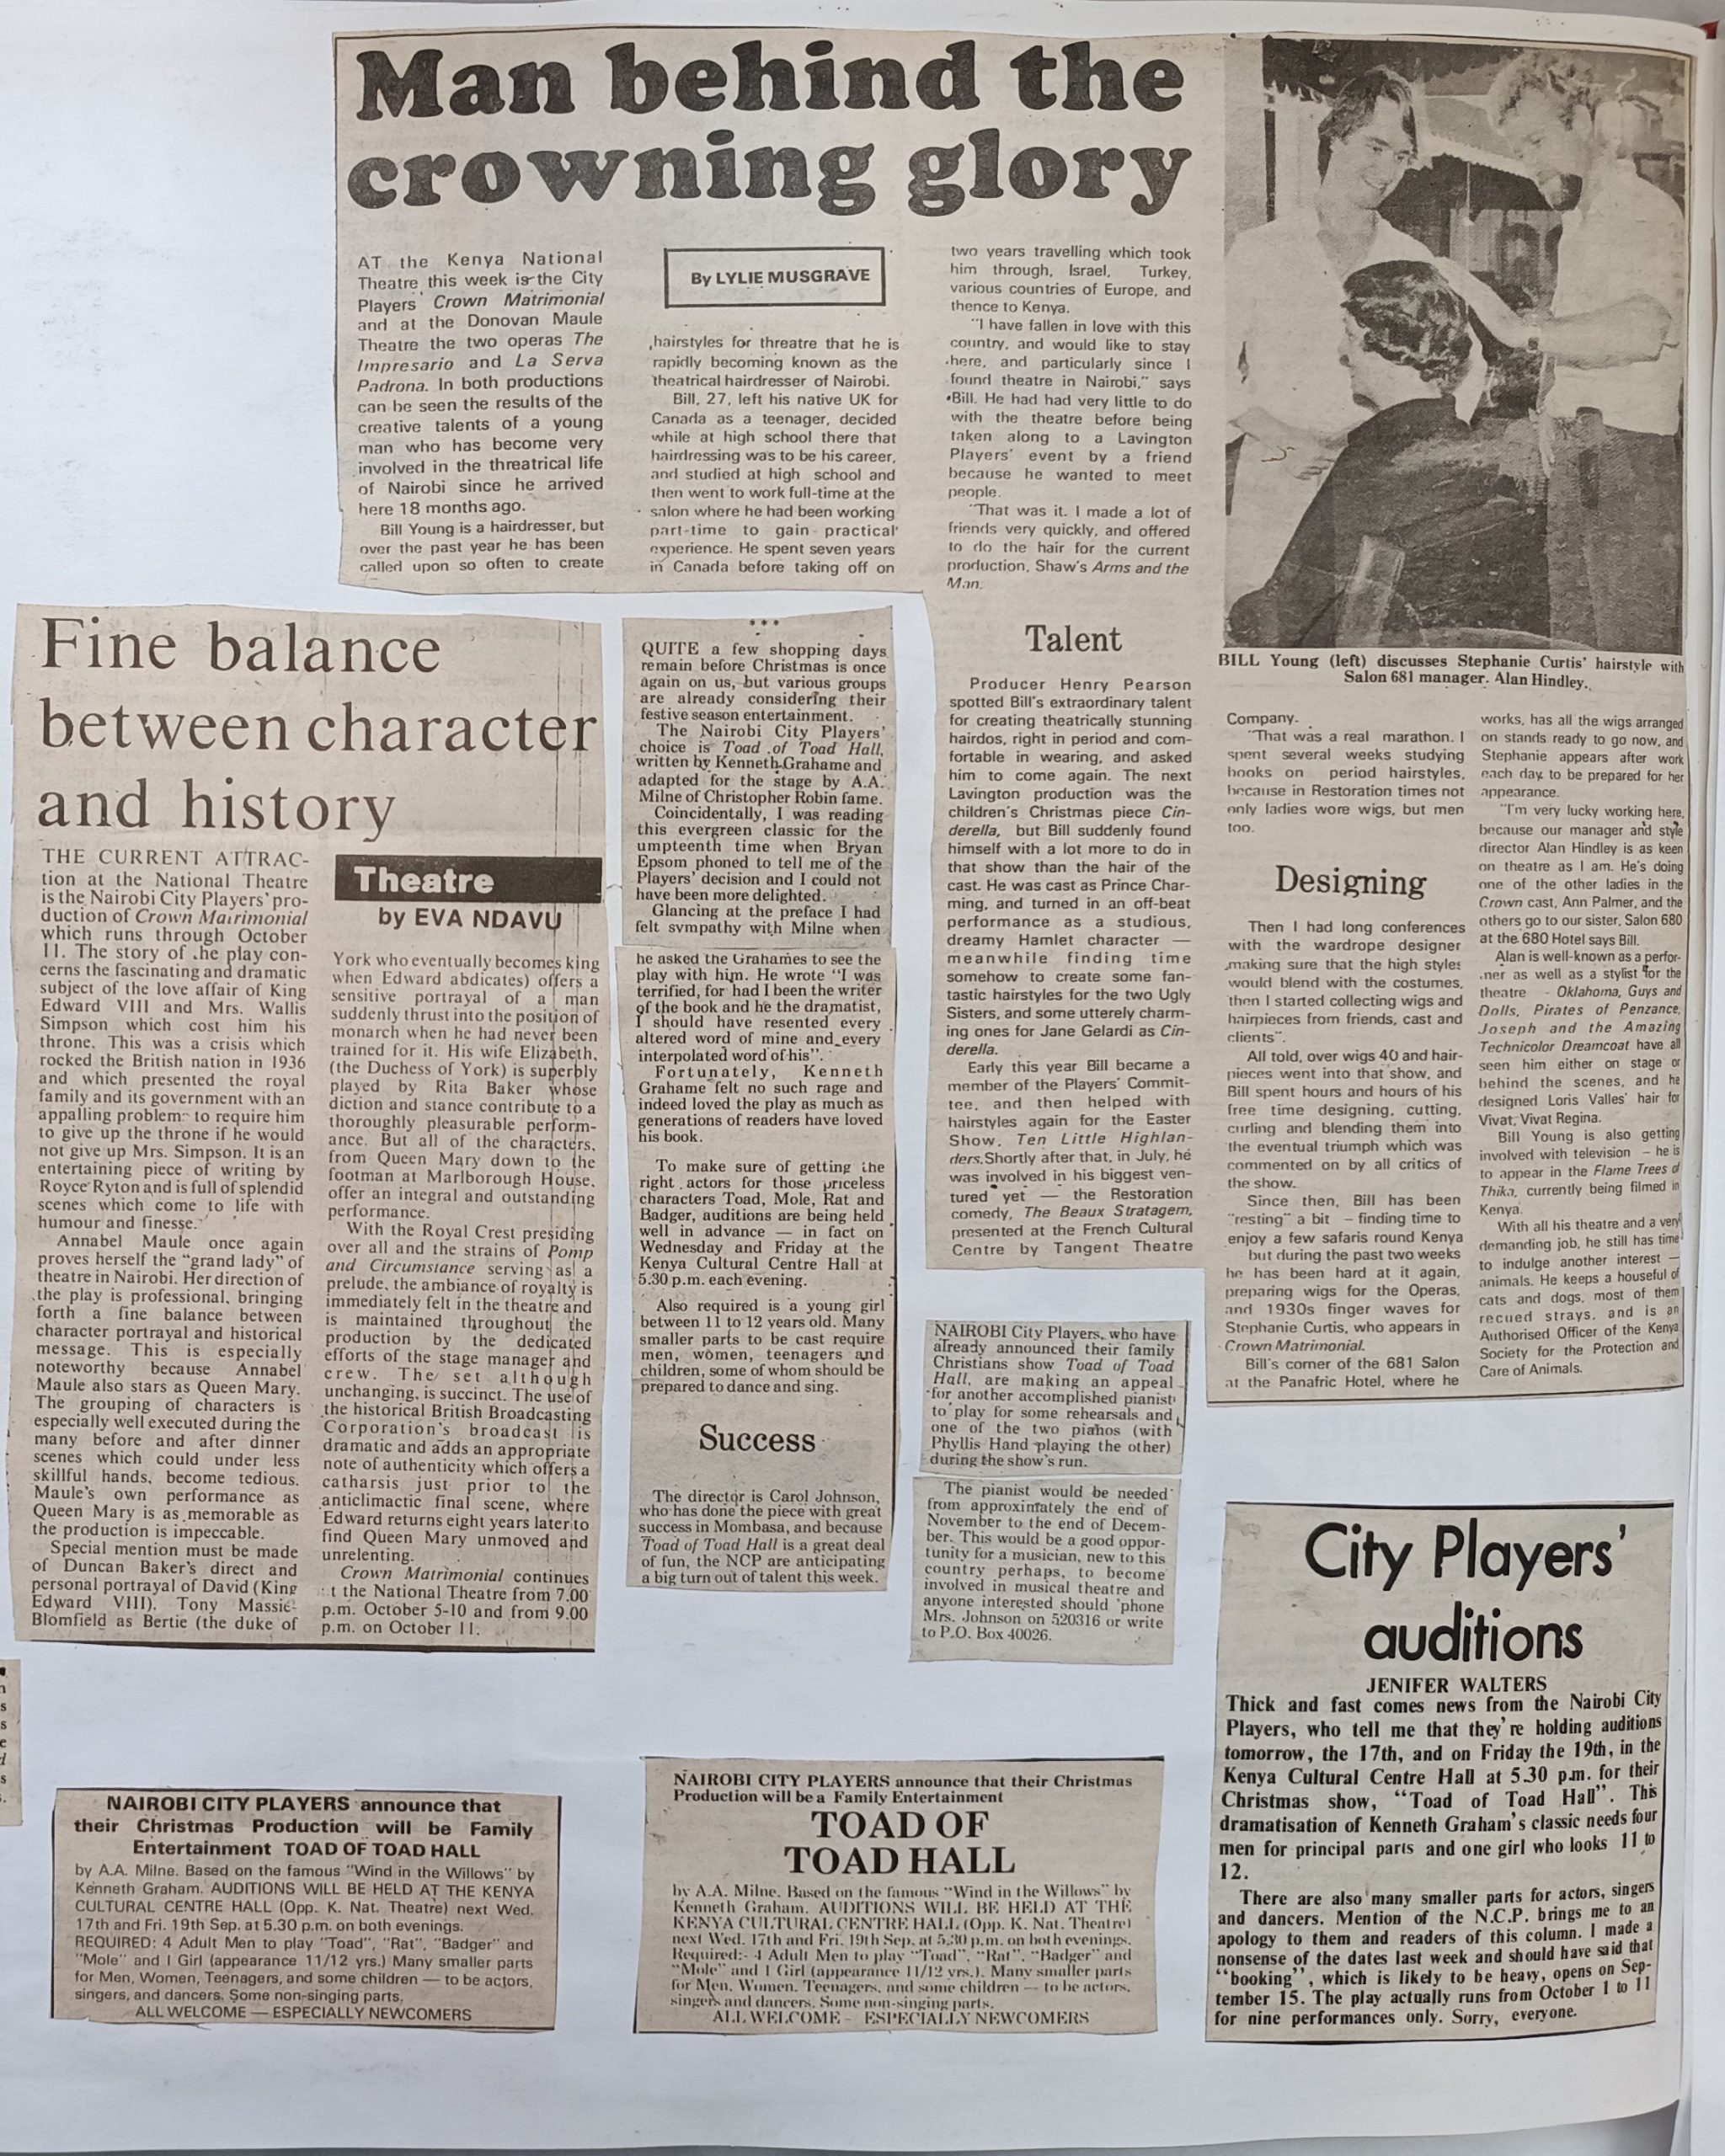 Man behind the
crowning glory
AT the Kenya National
Theatre this week is the City
Players' Crown Matrimonial
and at the Donovan Maule
Theatre the two operas The
Impresario and La Serva
Padrona. In both productions
can be seen the results of the
creative talents of a young
man who has become very
involved in the threatrical life
of Nairobi since he arrived
here 18 months ago.
Bill Young is a hairdresser, but
over the past year he has been
called upon so often to create
By LYLIE MUSGRAVE
hairstyles for threatre that he is
rapidly becoming known as the
theatrical hairdresser of Nairobi.
Bill, 27, left his native UK for
Canada as a teenager, decided
while at high school there that
hairdressing was to be his career,
and studied at high school and
then went to work full-time at the
salon where he had been working
part-time to gain practical
experience. He spent seven years
in Canada before taking off on
two years travelling which took
him through, Israel, Turkey,
various countries of Europe, and
thence to Kenya.
"I have fallen in love with this
country, and would like to stay
here, and particularly since I
found theatre in Nairobi," says
Bill. He had had very little to do
with the theatre before being
taken along to a Lavington
Players' event by a friend
because he wanted to meet
people.
"That was it. I made a lot of
friends very quickly, and offered
to do the hair for the current
production, Shaw's Arms and the
Man.
Talent
Producer Henry Pearson
spotted Bill's extraordinary talent
for creating theatrically stunning
hairdos, right in period and com-
fortable in wearing, and asked
him to come again. The next
Lavington production was the
children's Christmas piece Cin-
derella, but Bill suddenly found
himself with a lot more to do in
that show than the hair of the
cast. He was cast as Prince Char-
ming, and turned in an off-beat
performance as a studious,
dreamy Hamlet character —
meanwhile finding time
somehow to create some fan-
tastic hairstyles for the two Ugly
Sisters, and some utterly charm-
ing ones for Jane Gelardi as Cin-
derella.
Early this year Bill became a
member of the Players' Commit-
tee, and then helped with
hairstyles again for the Easter
Show, Ten Little Highlan-
ders. Shortly after that, in July, he
was involved in his biggest ven-
tured yet — the Restoration
comedy, The Beaux Stratagem,
presented at the French Cultural
Centre by Tangent Theatre
BILL Young (left) discusses Stephanie Curtis' hairstyle with
Salon 681 manager. Alan Hindley.
Company.
"That was a real marathon. I
spent several weeks studying
books on period hairstyles,
because in Restoration times not
only ladies wore wigs, but men
too.
Designing
Then I had long conferences
with the wardrope designer
making sure that the high styles
would blend with the costumes,
then I started collecting wigs and
hairpieces from friends, cast and
clients".
All told, over wigs 40 and hair-
pieces went into that show, and
Bill spent hours and hours of his
free time designing, cutting,
curling and blending them into
the eventual triumph which was
commented on by all critics of
the show.
Since then, Bill has been
"resting" a bit – finding time to
enjoy a few safaris round Kenya
but during the past two weeks
he has been hard at it again,
preparing wigs for the Operas,
and 1930s finger waves for
Stephanie Curtis, who appears in
Crown Matrimonial.
Bill's corner of the 681 Salon
at the Panafric Hotel, where he
works, has all the wigs arranged
on stands ready to go now, and
Stephanie appears after work
each day to be prepared for her
appearance.
"I'm very lucky working here,
because our manager and style
director Alan Hindley is as keen
on theatre as I am. He's doing
one of the other ladies in the
Crown cast, Ann Palmer, and the
others go to our sister, Salon 680
at the 680 Hotel says Bill.
Alan is well-known as a perfor-
ner as well as a stylist for the
theatre - Oklahoma, Guys and
Dolls, Pirates of Penzance,
Joseph and the Amazing
Technicolor Dreamcoat have all
seen him either on stage or
behind the scenes, and he
designed Loris Valles' hair for
Vivat, Vivat Regina.
Bill Young is also getting
involved with television – he is
to appear in the Flame Trees of
Thika, currently being filmed in
Kenya.
With all his theatre and a very
demanding job, he still has time
to indulge another interest —
animals. He keeps a houseful of
cats and dogs, most of them
recued strays, and is an
Authorised Officer of the Kenya
Society for the Protection and
Care of Animals.
Fine balance
between character
and history
THE CURRENT ATTRAC-
tion at the National Theatre
is the Nairobi City Players' pro-
duction of Crown Matrimonial
which runs through October
11. The story of he play con-
cerns the fascinating and dramatic
subject of the love affair of King
Edward VIII and Mrs. Wallis
Simpson which cost him his
throne. This was a crisis which
rocked the British nation in 1936
and which presented the royal
family and its government with an
appalling problem: to require him
to give up the throne if he would
not give up Mrs. Simpson. It is an
entertaining piece of writing by
Royce Ryton and is full of splendid
scenes which come to life with
humour and finesse.
Annabel Maule once again
proves herself the "grand lady" of
theatre in Nairobi. Her direction of
the play is professional, bringing
forth a fine balance between
character portrayal and historical
message. This is especially
noteworthy because Annabel
Maule also stars as Queen Mary.
The grouping of characters is
especially well executed during the
many before and after dinner
scenes which could under less
skillful hands, become tedious.
Maule's own performance as
Queen Mary is as memorable as
the production is impeccable.
Special mention must be made
of Duncan Baker's direct and
personal portrayal of David (King
Edward VIII). Tony Massie-
Blomfield as Bertie (the duke of
Theatre
by EVA NDAVU
York who eventually becomes king
when Edward abdicates) offers a
sensitive portrayal of a man
suddenly thrust into the position of
monarch when he had never been
trained for it. His wife Elizabeth,
(the Duchess of York) is superbly
played by Rita Baker whose
diction and stance contribute to a
thoroughly pleasurable perform-
ance. But all of the characters,
from Queen Mary down to the
footman at Marlborough House,
offer an integral and outstanding
performance.
With the Royal Crest presiding
over all and the strains of Pomp
and Circumstance serving as a
prelude, the ambiance of royalty is
immediately felt in the theatre and
is maintained throughout the
production by the dedicated
efforts of the stage manager and
crew. The set although
unchanging, is succinct. The use of
the historical British Broadcasting
Corporation's broadcast is
dramatic and adds an appropriate
note of authenticity which offers a
catharsis just prior to the
anticlimactic final scene, where
Edward returns eight years later to
find Queen Mary unmoved and
unrelenting.
Crown Matrimonial continues
t the National Theatre from 7.00
p.m. October 5-10 and from 9.00
p.m. on October 11.
***
QUITE a few shopping days
remain before Christmas is once
again on us, but various groups
are already considering their
festive season entertainment.
The Nairobi City Players'
choice is Toad of Toad Hall,
written by Kenneth Grahame and
adapted for the stage by A.A.
Milne of Christopher Robin fame.
Coincidentally, I was reading
this evergreen classic for the
umpteenth time when Bryan
Epsom phoned to tell me of the
Players' decision and I could not
have been more delighted.
Glancing at the preface I had
felt sympathy with Milne when
he asked the Grahames to see the
play with him. He wrote "I was
terrified, for had I been the writer
of the book and he the dramatist,
I should have resented every
altered word of mine and every
interpolated word of his".
Fortunately, Kenneth
Grahame felt no such rage and
indeed loved the play as much as
generations of readers have loved
his book.
To make sure of getting the
right actors for those priceless
characters Toad, Mole, Rat and
Badger, auditions are being held
well in advance — in fact on
Wednesday and Friday at the
Kenya Cultural Centre Hall at
5.30 p.m. each evening.
Also required is a young girl
between 11 to 12 years old. Many
smaller parts to be cast require
men, women, teenagers and
children, some of whom should be
prepared to dance and sing.
Success
The director is Carol Johnson,
who has done the piece with great
success in Mombasa, and because
Toad of Toad Hall is a great deal
of fun, the NCP are anticipating
a big turn out of talent this week.
NAIROBI City Players, who have
already announced their family
Christians show Toad of Toad
Hall, are making an appeal
for another accomplished pianist
to play for some rehearsals and
one of the two pianos (with
Phyllis Hand playing the other)
during the show's run.
The pianist would be needed
from approximately the end of
November to the end of Decem-
ber. This would be a good oppor-
tunity for a musician, new to this
country perhaps, to become
involved in musical theatre and
anyone interested should 'phone
Mrs. Johnson on 520316 or write
to P.O. Box 40026.
City Players'
auditions
JENIFER WALTERS
Thick and fast comes news from the Nairobi City
Players, who tell me that they're holding auditions
tomorrow, the 17th, and on Friday the 19th, in the
Kenya Cultural Centre Hall at 5.30 p.m. for their
Christmas show, "Toad of Toad Hall". This
dramatisation of Kenneth Graham's classic needs four
men for principal parts and one girl who looks 11 to
12.
There are also many smaller parts for actors, singers
and dancers. Mention of the N.C.P. brings me to an
apology to them and readers of this column. I made a
nonsense of the dates last week and should have said that
"booking", which is likely to be heavy, opens on Sep-
tember 15. The play actually runs from October 1 to 11
for nine performances only. Sorry, everyone.
NAIROBI CITY PLAYERS announce that
their Christmas Production will be Family
Entertainment TOAD OF TOAD HALL
by A.A. Milne. Based on the famous "Wind in the Willows" by
Kenneth Graham. AUDITIONS WILL BE HELD AT THE KENYA
CULTURAL CENTRE HALL (Opp. K. Nat. Theatre) next Wed.
17th and Fri. 19th Sep. at 5.30 p.m. on both evenings.
REQUIRED: 4 Adult Men to play "Toad", "Rat", "Badger" and
"Mole" and 1 Girl (appearance 11/12 yrs.) Many smaller parts
for Men, Women, Teenagers, and some children — to be actors,
singers, and dancers. Some non-singing parts.
ALL WELCOME — ESPECIALLY NEWCOMERS
NAIROBI CITY PLAYERS announce that their Christmas
Production will be a Family Entertainment
TOAD OF
TOAD HALL
by A.A. Milne. Based on the famous "Wind in the Willows" by
Kenneth Graham. AUDITIONS WILL BE HELD AT THE
KENYA CULTURAL CENTRE HALL (Opp. K. Nat. Theatre)
next Wed. 17th and Fri. 19th Sep. at 5.30 p.m. on both evenings.
Required:- 4 Adult Men to play "Toad", "Rat", "Badger" and
"Mole" and 1 Girl (appearance 11/12 yrs.). Many smaller parts
for Men, Women, Teenagers, and some children — to be actors,
singers and dancers. Some non-singing parts.
ALL WELCOME - ESPECIALLY NEWCOMERS